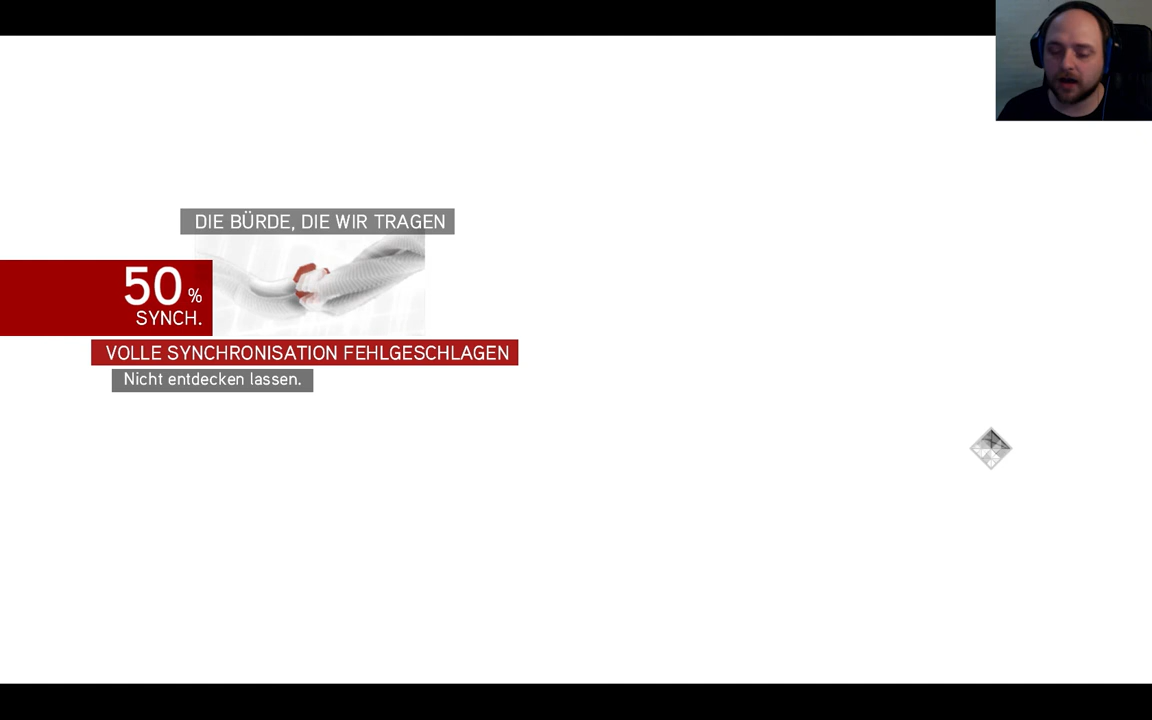 DIE BÜRDE, DIE WIR TRAGEN
50 %
SYNCH.
VOLLE SYNCHRONISATION FEHLGESCHLAGEN
Nicht entdecken lassen.